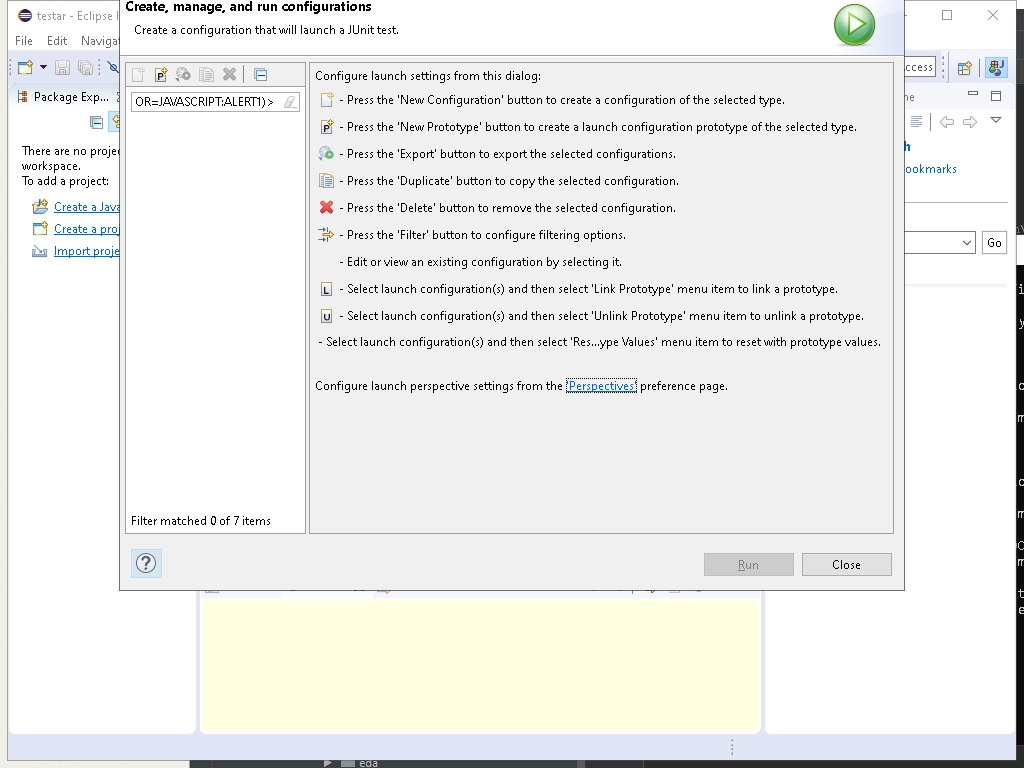 Create, manage, and run configurations
testar - Eclipse I
Create a configuration that will launch a JUnit test.
File Edit Navigat
Package Exp...
OR=JAVASCRIPT:ALERT1)>
Configure launch settings from this dialog:
- Press the 'New Configuration' button to create a configuration of the selected type.
P - Press the 'New Prototype' button to create a launch configuration prototype of the selected type.
- Press the 'Export' button to export the selected configurations.
- Press the 'Duplicate' button to copy the selected configuration.
- Press the 'Delete' button to remove the selected configuration.
- Press the 'Filter' button to configure filtering options.
- Edit or view an existing configuration by selecting it.
L - Select launch configuration(s) and then select 'Link Prototype' menu item to link a prototype.
U - Select launch configuration(s) and then select 'Unlink Prototype' menu item to unlink a prototype.
- Select launch configuration(s) and then select 'Res...ype Values' menu item to reset with prototype values.
Configure launch perspective settings from the 'Perspectives' preference page.
There are no projec
workspace.
To add a project:
Create a Java
Create a proj
Import proje
Filter matched 0 of 7 items
Run
Close
ccess
ne
h
ookmarks
Go
eda